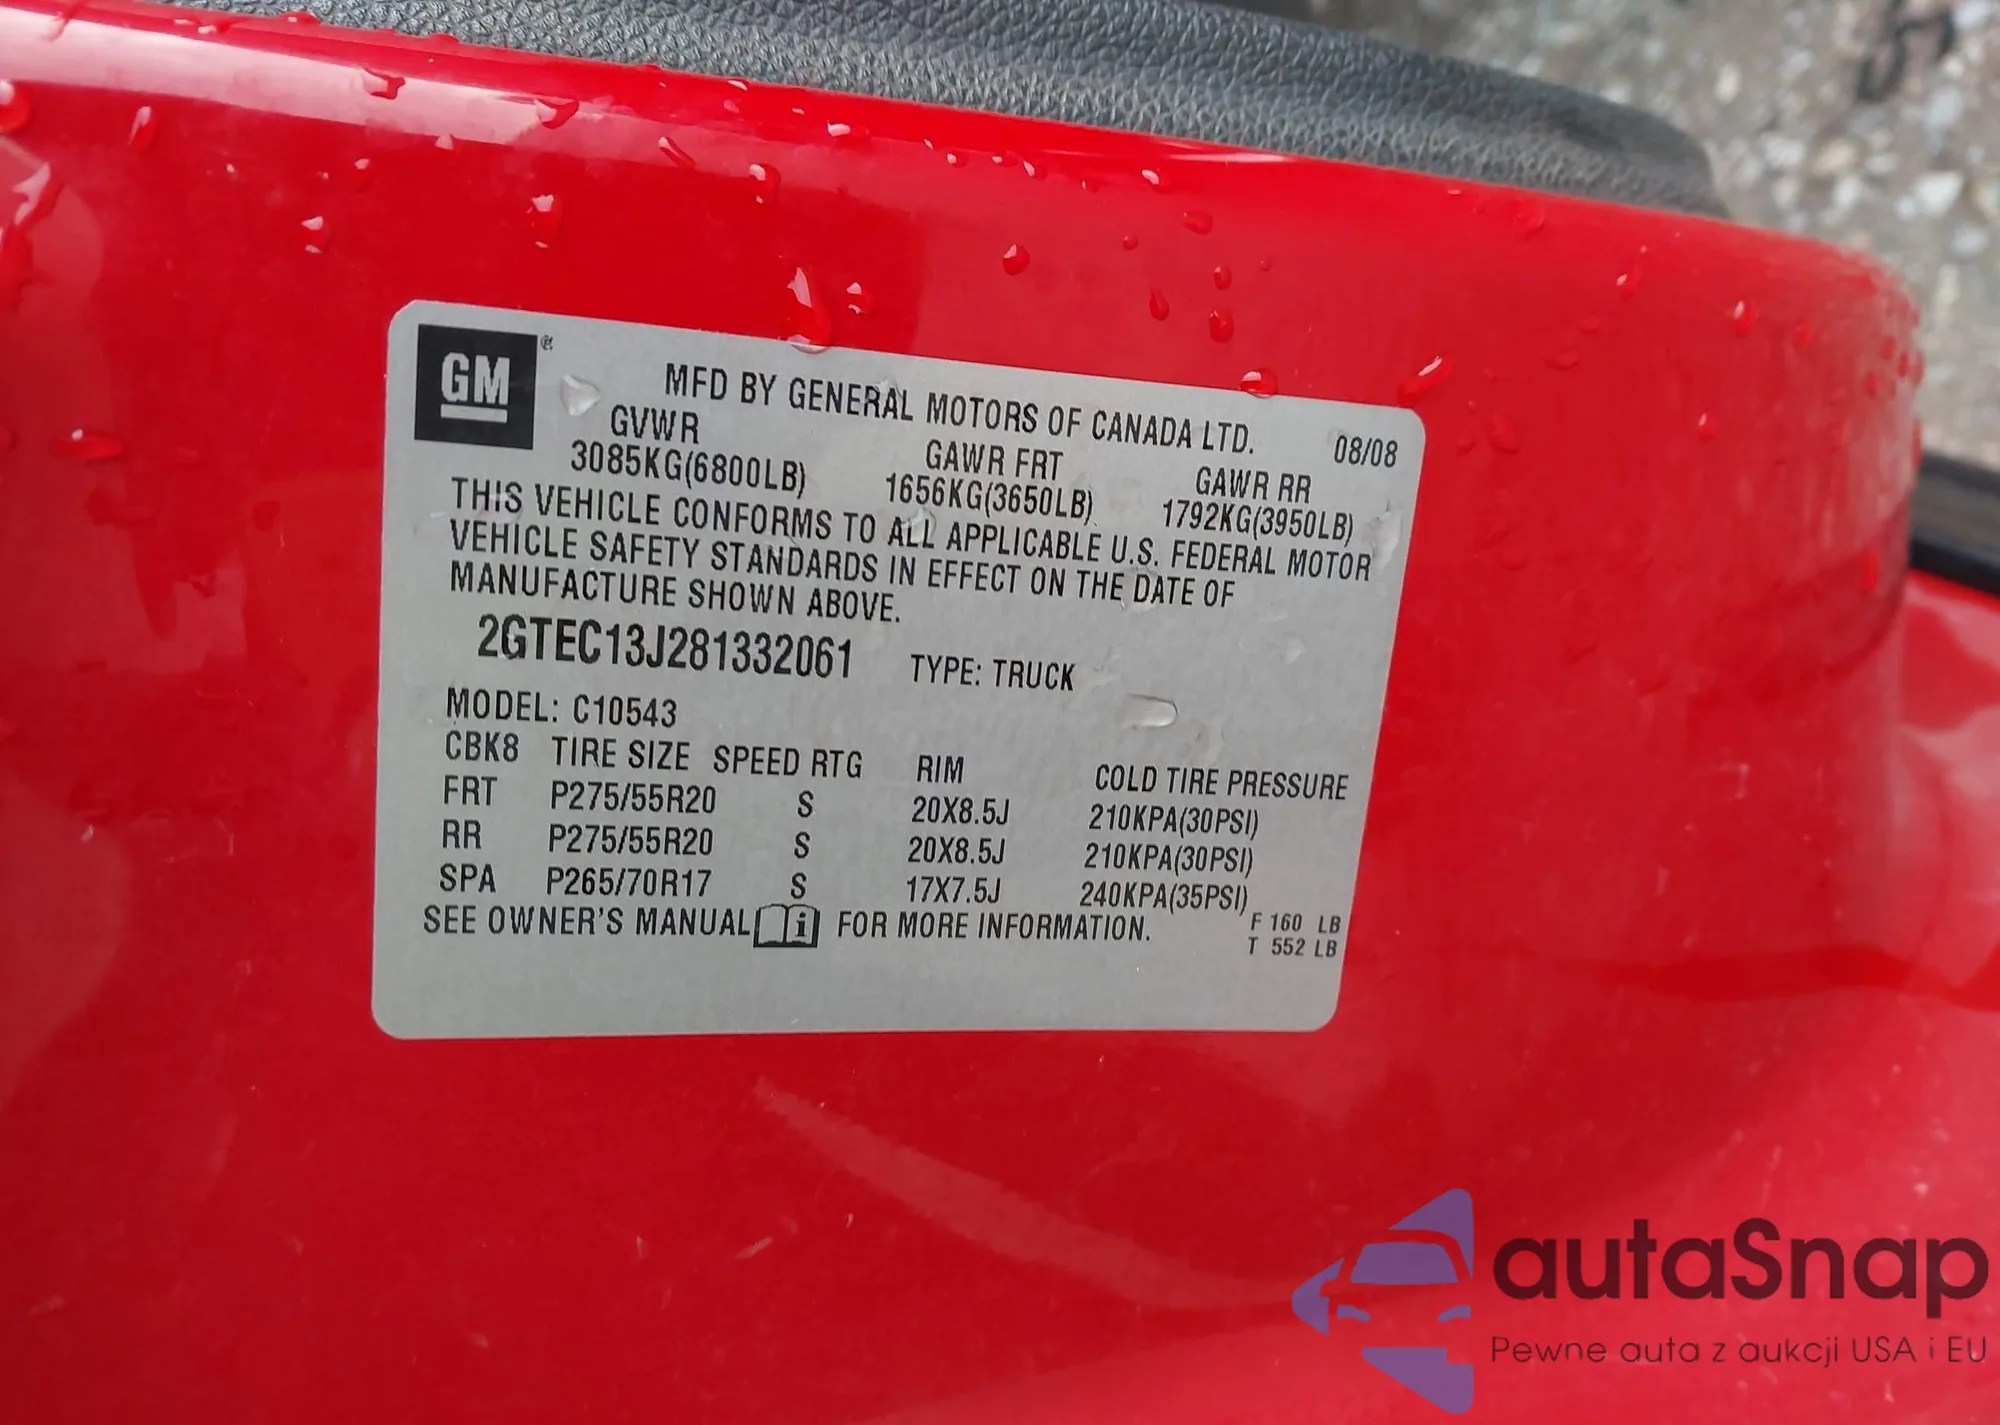 GM
MFD BY GENERAL MOTORS OF CANADA LTD.
08/08
GVWR GAWR FRT GAWR RR
3085KG(6800LB) 1656KG(3650LB) 1792KG(3950LB)
THIS VEHICLE CONFORMS TO ALL APPLICABLE U.S. FEDERAL MOTOR
VEHICLE SAFETY STANDARDS IN EFFECT ON THE DATE OF
MANUFACTURE SHOWN ABOVE.
2GTEC13J281332061 TYPE: TRUCK
MODEL: C10543
CBK8 TIRE SIZE SPEED RTG RIM COLD TIRE PRESSURE
FRT P275/55R20 S 20X8.5J 210KPA(30PSI)
RR P275/55R20 S 20X8.5J 210KPA(30PSI)
SPA P265/70R17 S 17X7.5J 240KPA(35PSI)
SEE OWNER'S MANUAL i FOR MORE INFORMATION.
F 160 LB
T 552 LB
autaSnap
Pewne auta z aukcji USA i EU